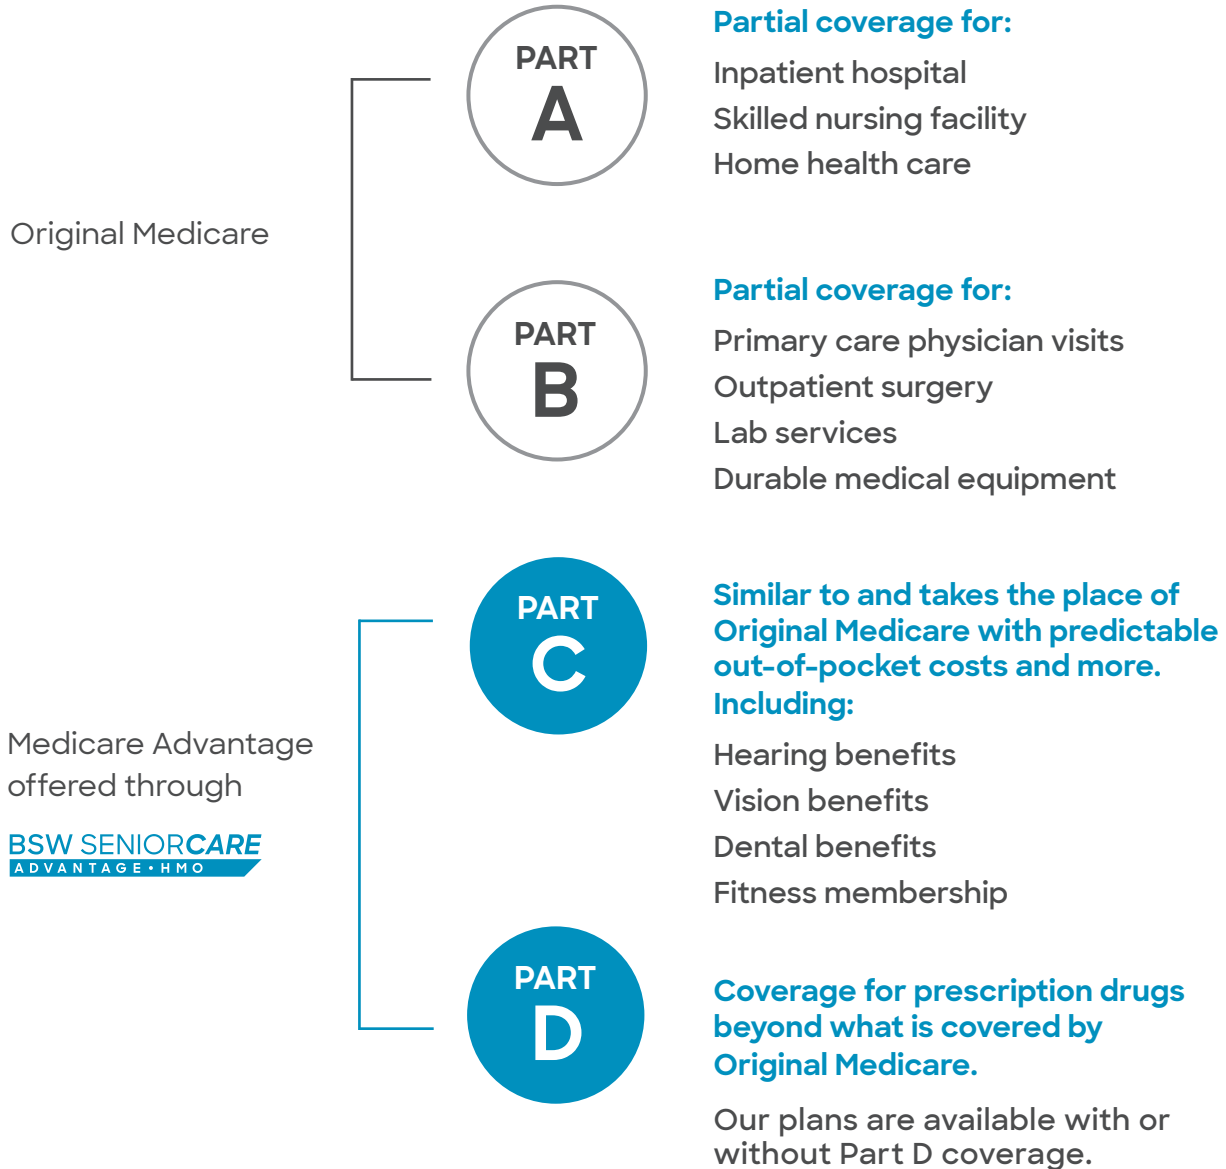 PART
A
Partial coverage for:
Inpatient hospital
Skilled nursing facility
Home health care
Original Medicare
PART
B
Partial coverage for:
Primary care physician visits
Outpatient surgery
Lab services
Durable medical equipment
PART
C
Similar to and takes the place of
Original Medicare with predictable
out-of-pocket costs and more.
Including:
Hearing benefits
Vision benefits
Dental benefits
Fitness membership
Medicare Advantage
offered through
BSW SENIORCARE
ADVANTAGE • HMO
PART
D
Coverage for prescription drugs
beyond what is covered by
Original Medicare.
Our plans are available with or
without Part D coverage.